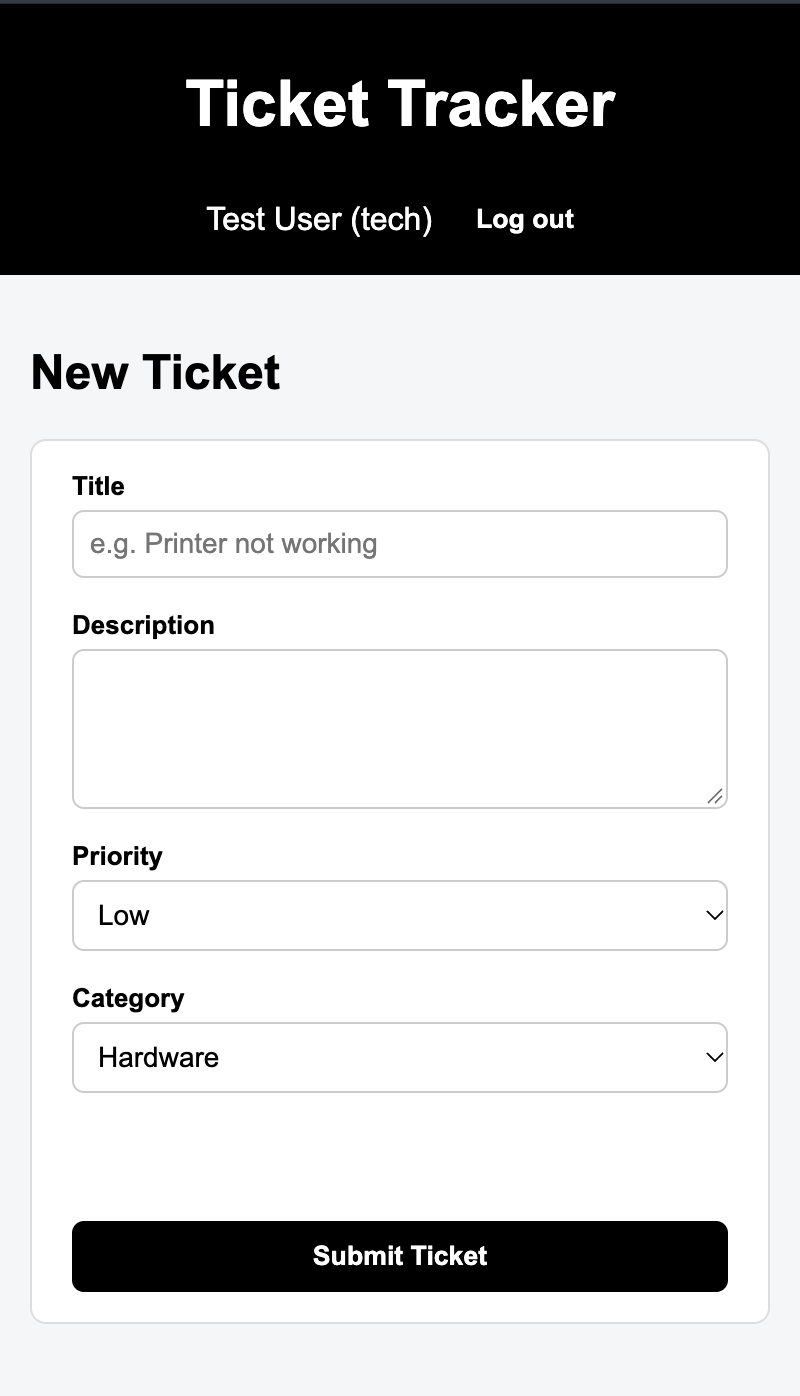 Ticket Tracker
Test User (tech) Log out
New Ticket
Title
e.g. Printer not working
Description
Priority
Low
Category
Hardware
Submit Ticket